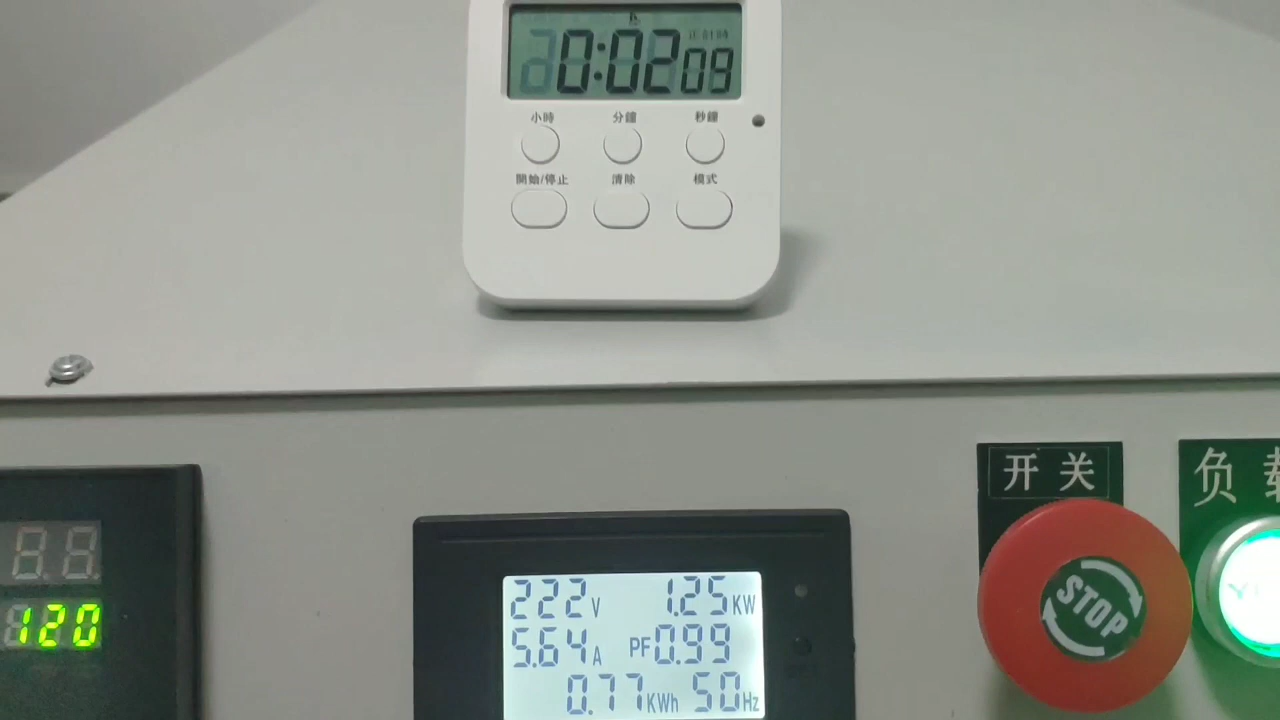 0:02 09
小時 分鐘 秒鐘
開始/停止 清除 模式
开关
负
120
222V 1.25KW
5.64A PF0.99
0.77KWh 50Hz
STOP